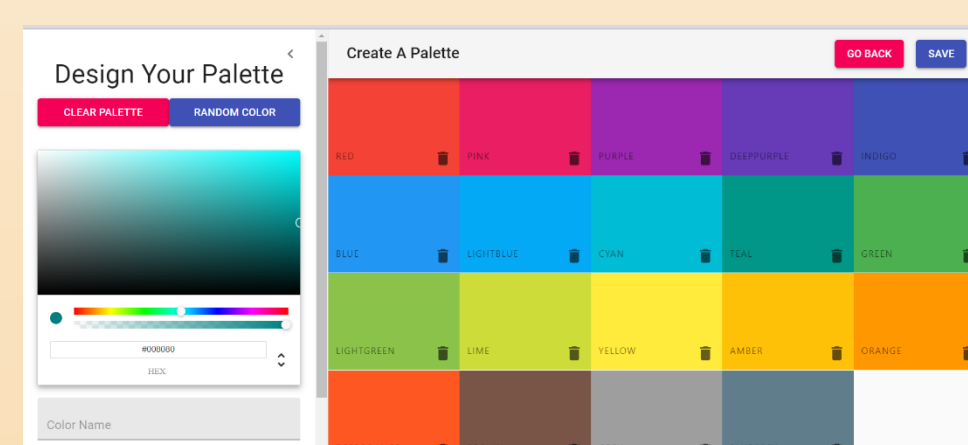 Design Your Palette
CLEAR PALETTE RANDOM COLOR
#008080
HEX
Color Name
Create A Palette
GO BACK SAVE
RED PINK PURPLE DEEPPURPLE INDIGO
BLUE LIGHTBLUE CYAN TEAL GREEN
LIGHTGREEN LIME YELLOW AMBER ORANGE